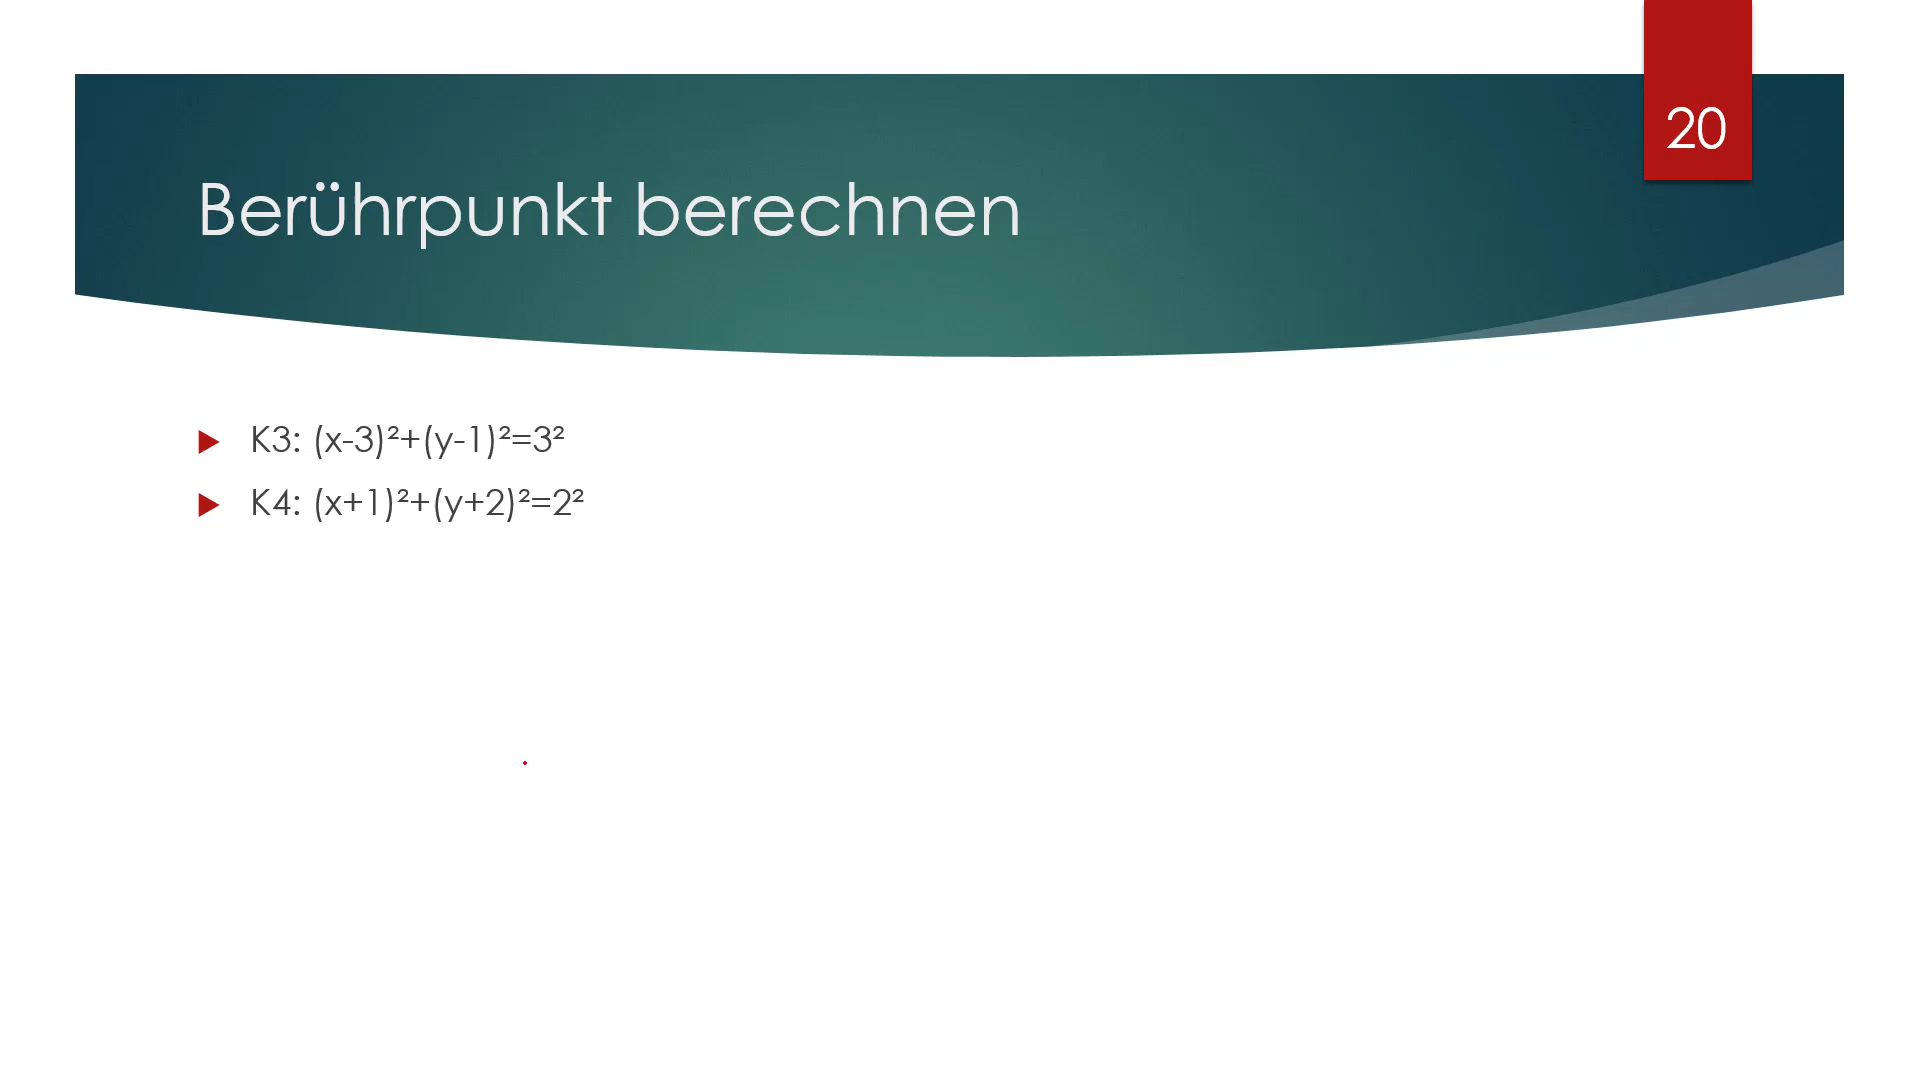 20
Berührpunkt berechnen
K3: (x-3)²+(y-1)²=3²
K4: (x+1)²+(y+2)²=2²